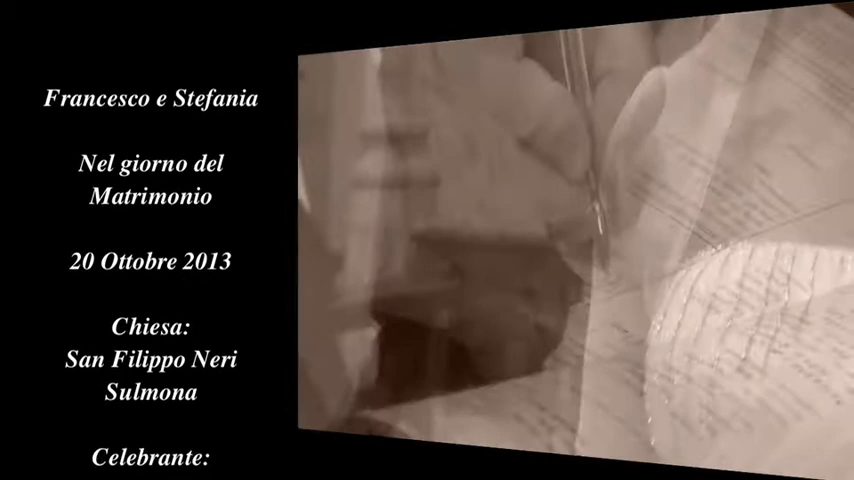 Francesco e Stefania
Nel giorno del
Matrimonio
20 Ottobre 2013
Chiesa:
San Filippo Neri
Sulmona
Celebrante: